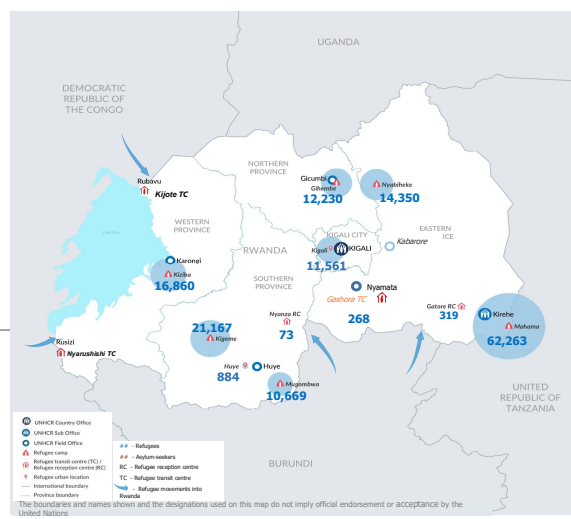 UGANDA
DEMOCRATIC
REPUBLIC OF
THE CONGO
Rubavu
Kijote TC
NORTHERN
PROVINCE
Gicumbi
Gihembe
12,230
Nyabiheke
14,350
WESTERN
PROVINCE
KIGALI CITY
Kigali
KIGALI
11,561
Kabarore
EASTERN
ICE
RWANDA
Karongi
Kiziba
16,860
SOUTHERN
PROVINCE
Nyamata
Gashora TC
268
Gatore RC
319
Kirehe
Mahama
62,263
Nyanza RC
73
21,167
Kigeme
Rusizi
Nyarushishi TC
Huye
884
Huye
Mugombwa
10,669
UNITED
REPUBLIC OF
TANZANIA
BURUNDI
UNHCR Country Office
UNHCR Sub Office
UNHCR Field Office
Refugee camp
Refugee transit centre (TC) /
Refugee reception centre (RC)
Refugee urban location
International boundary
Province boundary
## - Refugees
## - Asylum-seekers
RC - Refugee reception centre
TC - Refugee transit centre
- Refugee movements into
Rwanda
The boundaries and names shown and the designations used on this map do not imply official endorsement or acceptance by the
United Nations